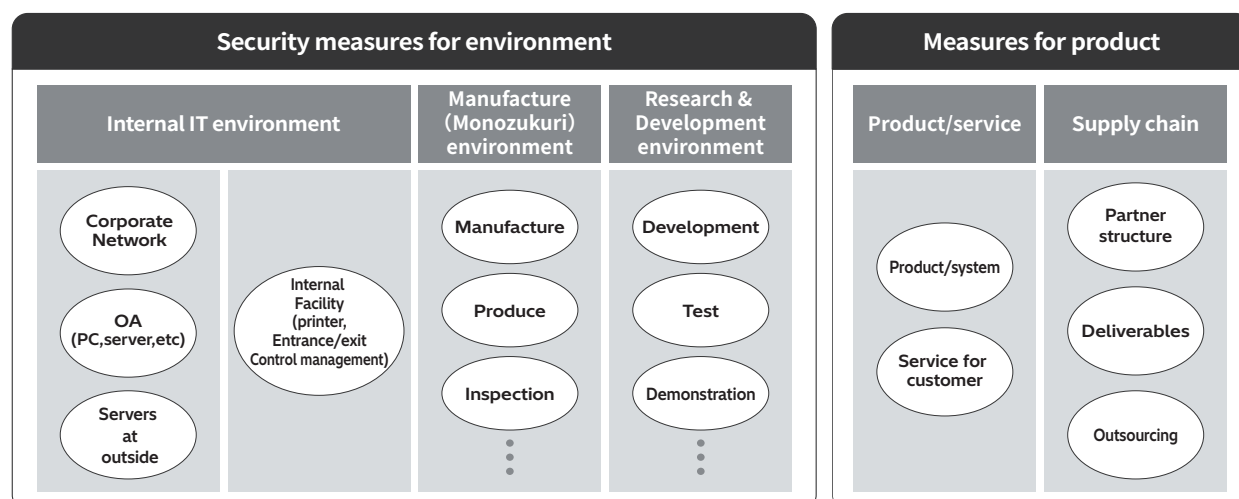 Security measures for environment
Internal IT environment
Corporate
Network
OA
(PC,server,etc)
Servers
at
outside
Internal
Facility
(printer,
Entrance/exit
Control management)
Manufacture
（Monozukuri）
environment
Manufacture
Produce
Inspection
Research &
Development
environment
Development
Test
Demonstration
Measures for product
Product/service
Product/system
Service for
customer
Supply chain
Partner
structure
Deliverables
Outsourcing